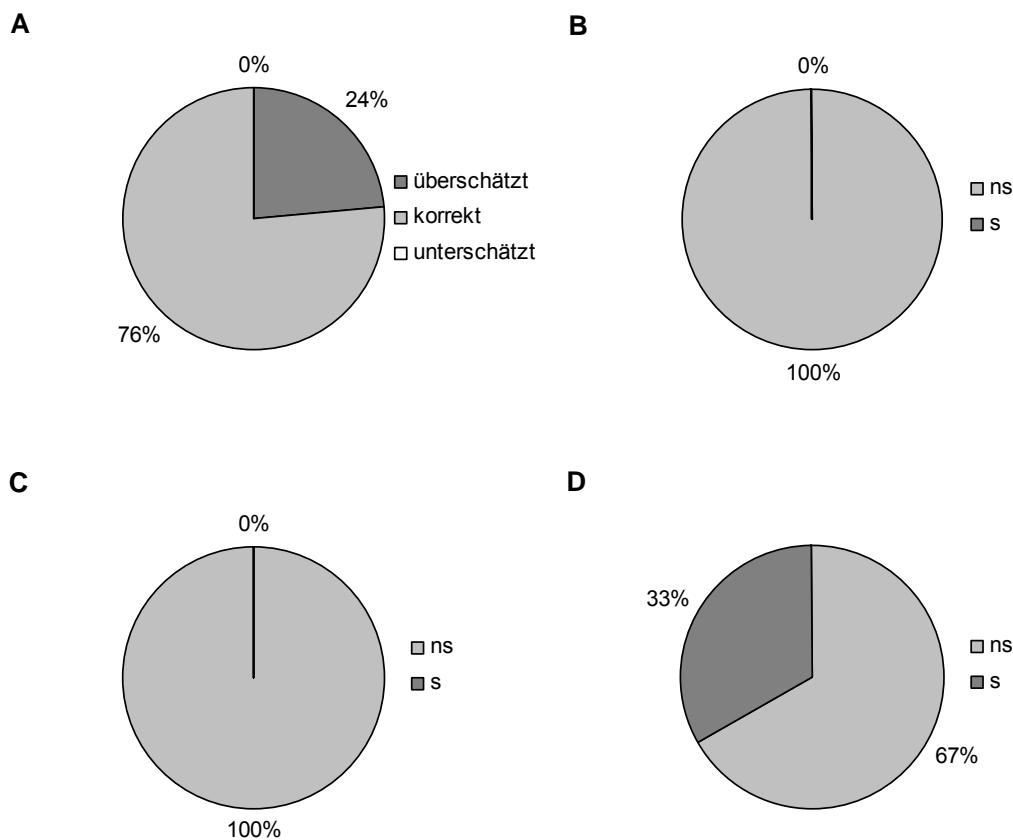 A
0%
24%
überschätzt
korrekt
unterschätzt
76%
B
0%
ns
s
100%
C
0%
ns
s
100%
D
33%
ns
s
67%